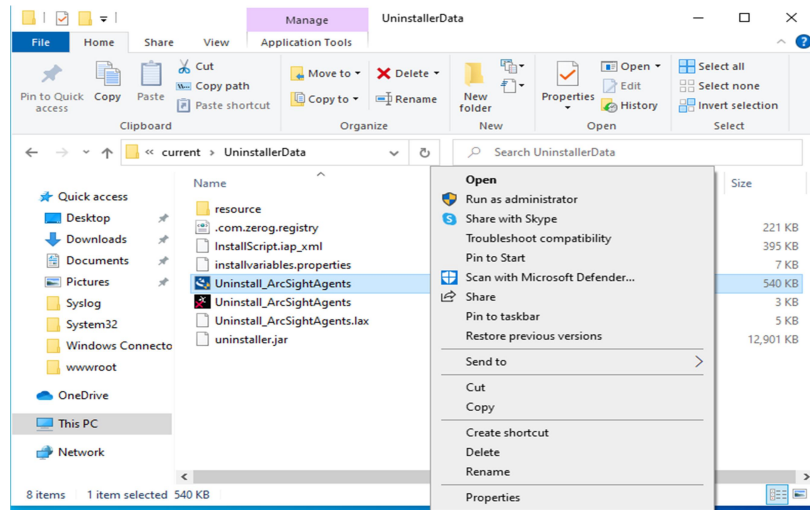 Manage
UninstallerData
File
Home
Share
View
Application Tools
Pin to Quick access
Copy
Paste
Cut
Copy path
Paste shortcut
Clipboard
Move to
Copy to
Delete
Rename
Organize
New folder
New
Properties
Open
Edit
History
Open
Select all
Select none
Invert selection
Select
« current › UninstallerData
Search UninstallerData
Quick access
Desktop
Downloads
Documents
Pictures
Syslog
System32
Windows Connecto
wwwroot
OneDrive
This PC
Network
Name
Size
resource
.com.zerog.registry
221 KB
InstallScript.iap_xml
395 KB
installvariables.properties
7 KB
Uninstall_ArcSightAgents
540 KB
Uninstall_ArcSightAgents
3 KB
Uninstall_ArcSightAgents.lax
5 KB
uninstaller.jar
12,901 KB
Open
Run as administrator
Share with Skype
Troubleshoot compatibility
Pin to Start
Scan with Microsoft Defender...
Share
Pin to taskbar
Restore previous versions
Send to
Cut
Copy
Create shortcut
Delete
Rename
Properties
8 items
1 item selected 540 KB